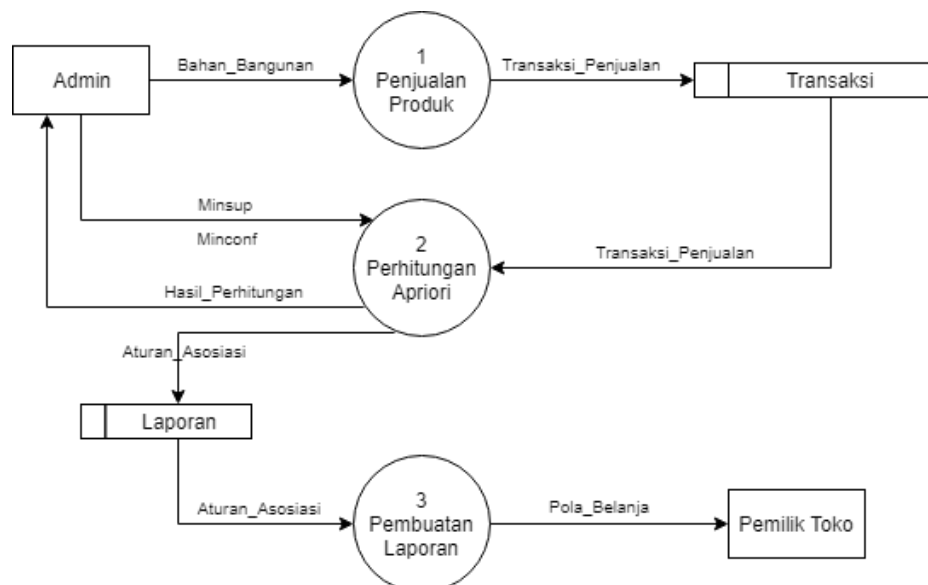 Admin
Bahan_Bangunan
1
Penjualan
Produk
Transaksi_Penjualan
Transaksi
Minsup
Minconf
2
Perhitungan
Apriori
Transaksi_Penjualan
Hasil_Perhitungan
Aturan_Asosiasi
Laporan
Aturan_Asosiasi
3
Pembuatan
Laporan
Pola_Belanja
Pemilik Toko